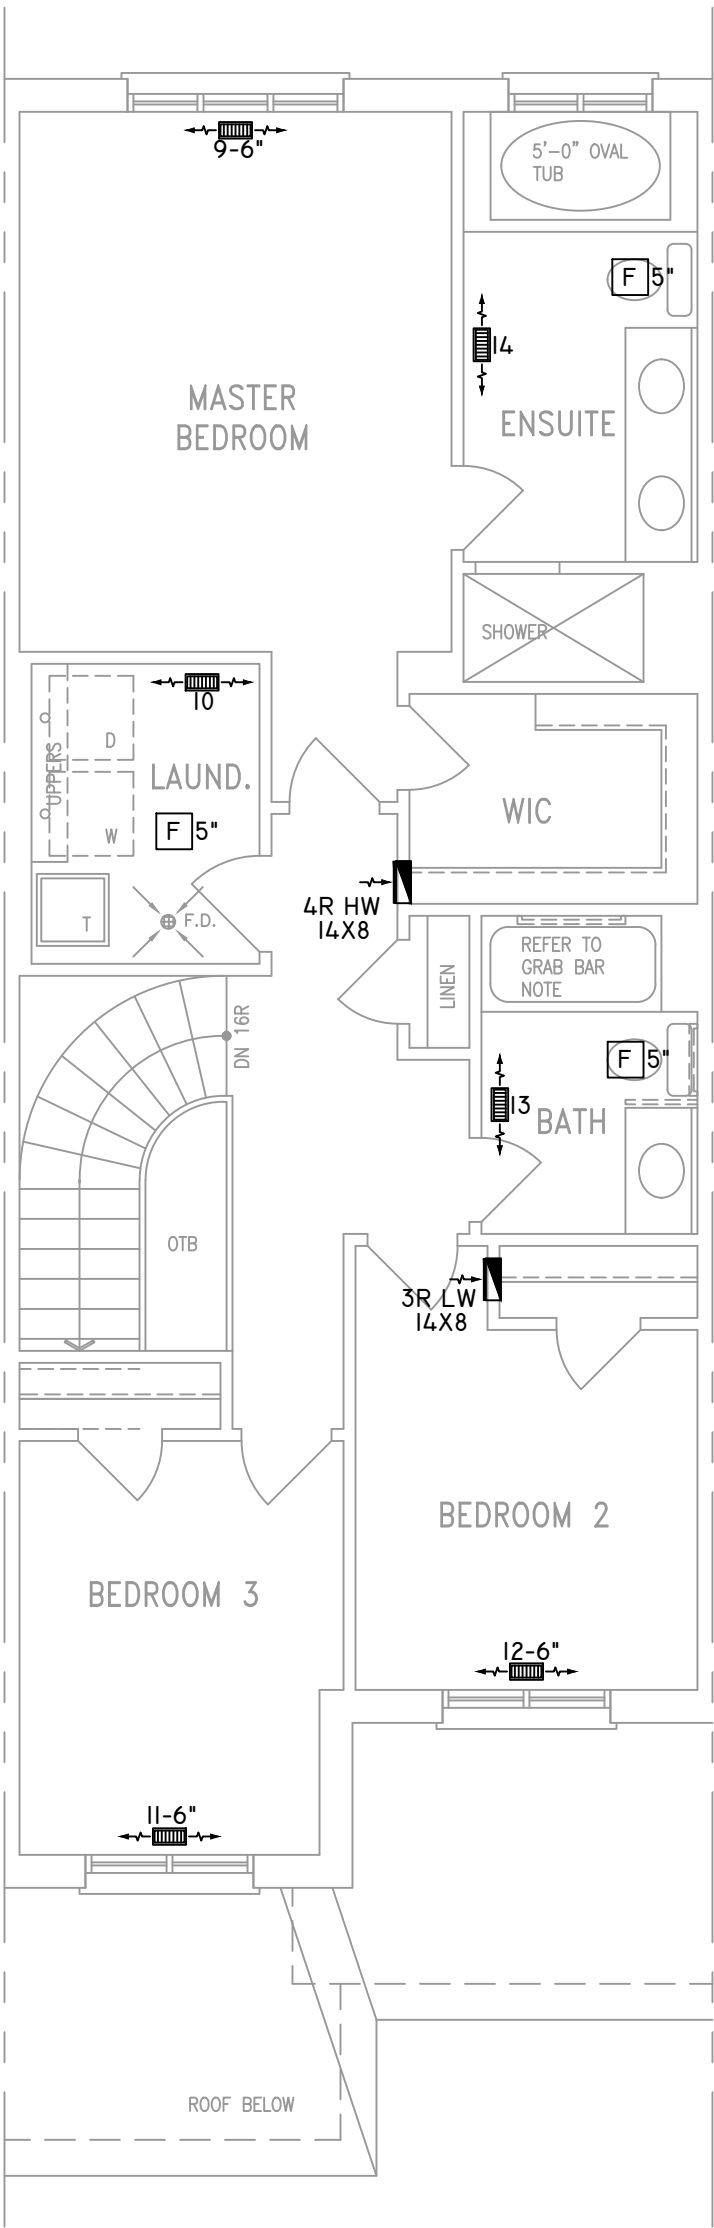 9-6"
5'-0" OVAL
TUB
F 5"
14
MASTER
BEDROOM
ENSUITE
SHOWER
10
D
UPPERS
LAUND.
WIC
F 5"
W
4R HW
14X8
T
F.D.
REFER TO
GRAB BAR
NOTE
LINEN
DN 16R
F 5"
13
BATH
OTB
3R LW
14X8
BEDROOM 2
BEDROOM 3
12-6"
11-6"
ROOF BELOW